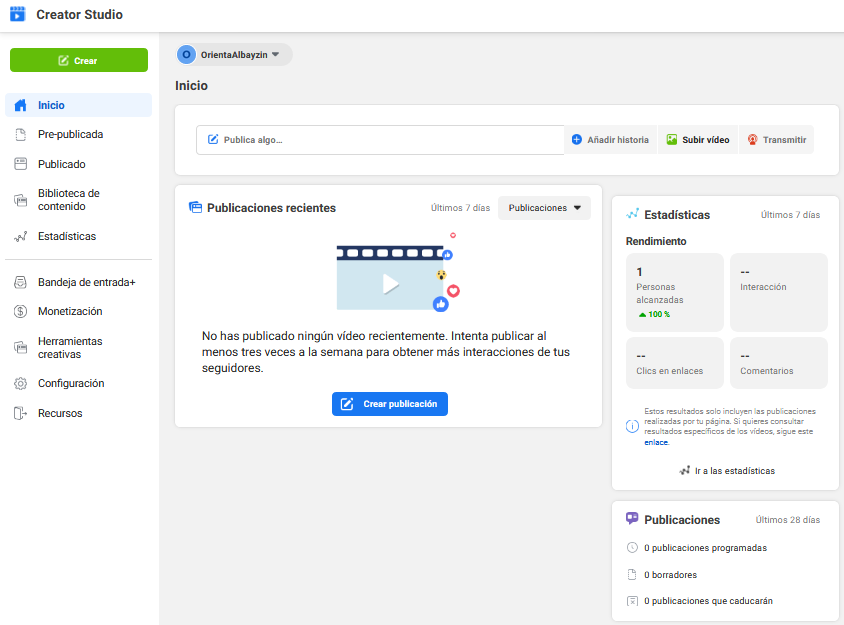 Creator Studio
Crear
Inicio
Pre-publicada
Publicado
Biblioteca de
contenido
Estadísticas
Bandeja de entrada+
Monetización
Herramientas
creativas
Configuración
Recursos
O OrientaAlbayzin
Inicio
Publica algo...
Añadir historia
Subir vídeo
Transmitir
Publicaciones recientes
Últimos 7 días
Publicaciones
No has publicado ningún vídeo recientemente. Intenta publicar al
menos tres veces a la semana para obtener más interacciones de tus
seguidores.
Crear publicación
Estadísticas
Últimos 7 días
Rendimiento
1
Personas
alcanzadas
100 %
--
Interacción
--
Clics en enlaces
--
Comentarios
Estos resultados solo incluyen las publicaciones
realizadas por tu página. Si quieres consultar
resultados específicos de los vídeos, sigue este
enlace.
Ir a las estadísticas
Publicaciones
Últimos 28 días
0 publicaciones programadas
0 borradores
0 publicaciones que caducarán